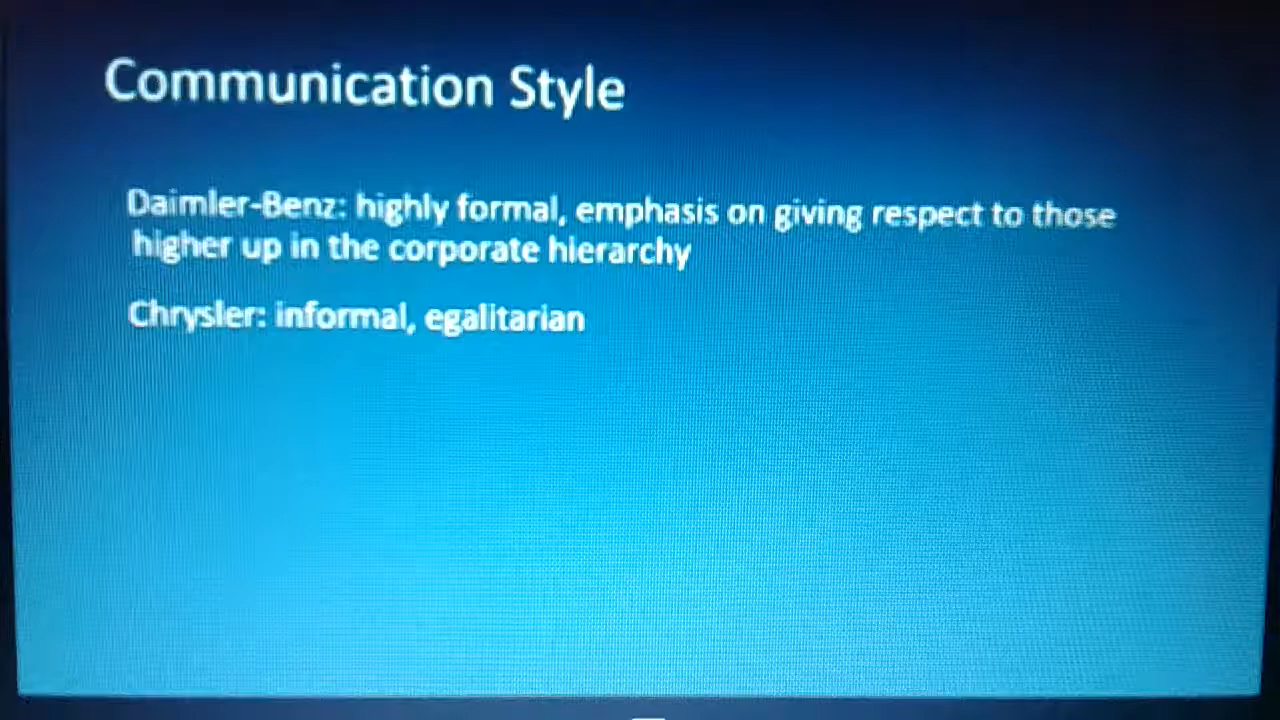 Communication Style
Daimler-Benz: highly formal, emphasis on giving respect to those
higher up in the corporate hierarchy
Chrysler: informal, egalitarian